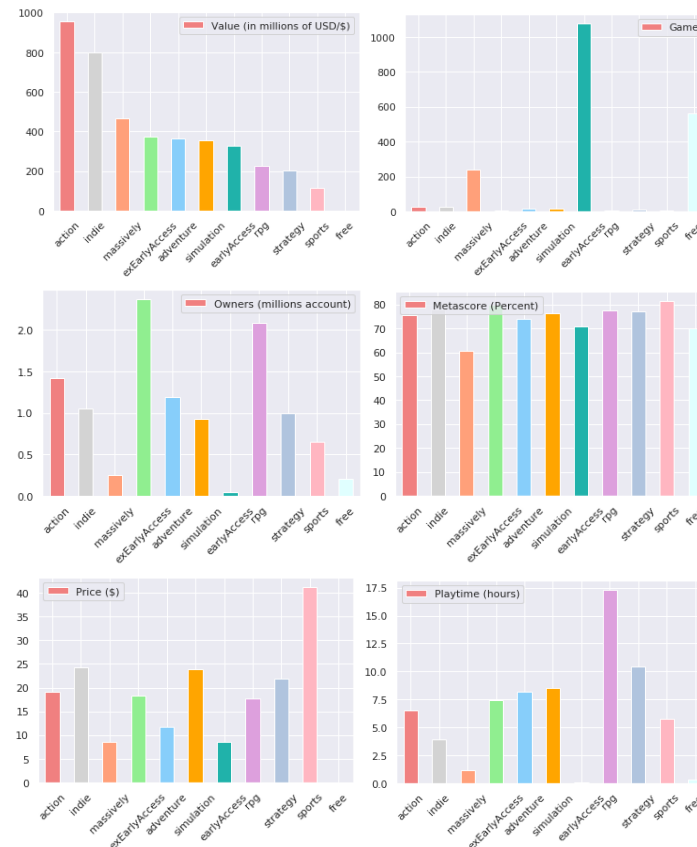 Value (in millions of USD/$)
1000
800
600
400
200
0
action
indie
massively
exEarlyAccess
adventure
simulation
earlyAccess
rpg
strategy
sports
free
Game
1000
800
600
400
200
0
action
indie
massively
exEarlyAccess
adventure
simulation
earlyAccess
rpg
strategy
sports
free
Owners (millions account)
2.0
1.5
1.0
0.5
0.0
action
indie
massively
exEarlyAccess
adventure
simulation
earlyAccess
rpg
strategy
sports
free
Metascore (Percent)
80
70
60
50
40
30
20
10
0
action
indie
massively
exEarlyAccess
adventure
simulation
earlyAccess
rpg
strategy
sports
free
Price ($)
40
35
30
25
20
15
10
5
0
action
indie
massively
exEarlyAccess
adventure
simulation
earlyAccess
rpg
strategy
sports
free
Playtime (hours)
17.5
15.0
12.5
10.0
7.5
5.0
2.5
0.0
action
indie
massively
exEarlyAccess
adventure
simulation
earlyAccess
rpg
strategy
sports
free